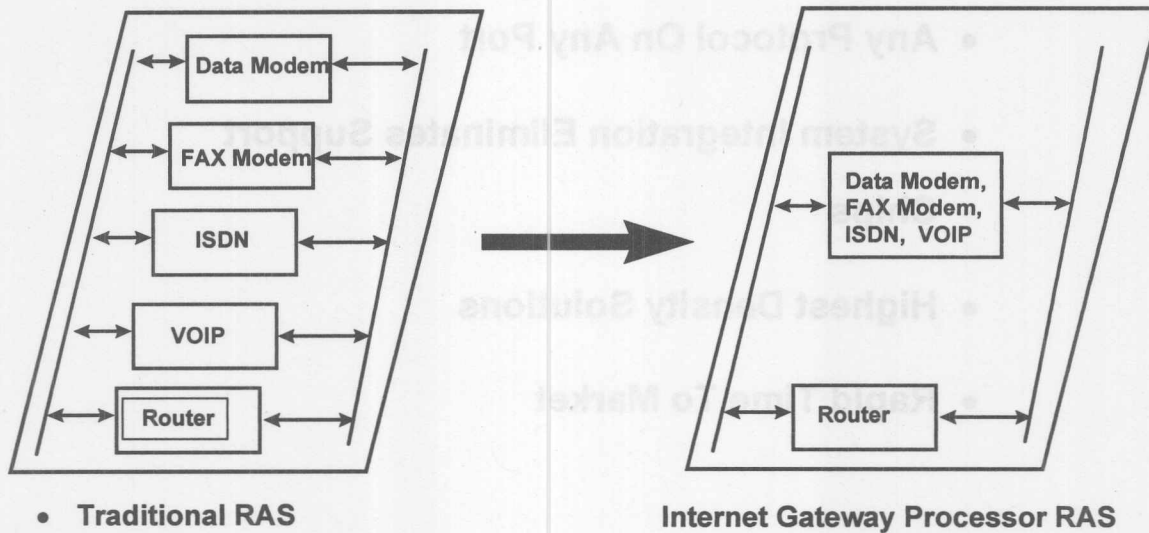 Data Modem
FAX Modem
ISDN
VOIP
Router
• Traditional RAS
Data Modem,
FAX Modem,
ISDN, VOIP
Router
Internet Gateway Processor RAS
• Any Protocol On Any Port
• System Integration Eliminates Support
• Highest Density Solutions
• Rapid Time To Market